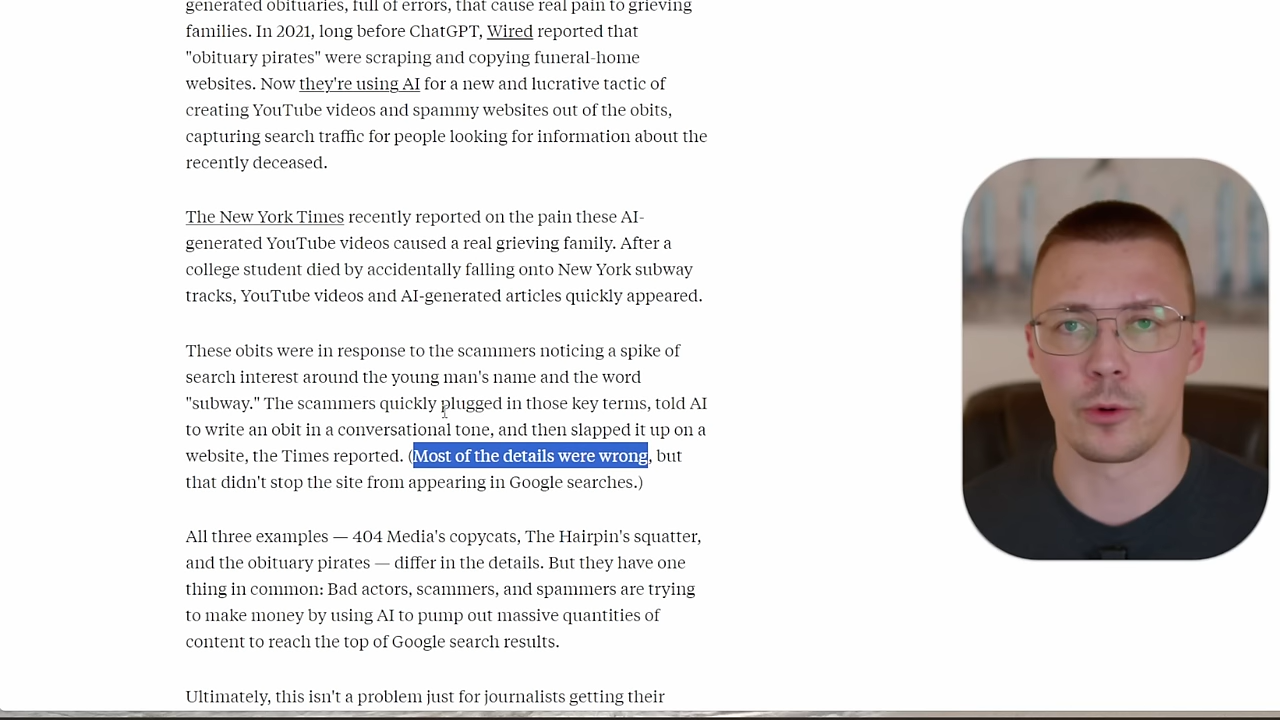 generated obituaries, full of errors, that cause real pain to grieving
families. In 2021, long before ChatGPT, Wired reported that
"obituary pirates" were scraping and copying funeral-home
websites. Now they're using AI for a new and lucrative tactic of
creating YouTube videos and spammy websites out of the obits,
capturing search traffic for people looking for information about the
recently deceased.
The New York Times recently reported on the pain these AI-
generated YouTube videos caused a real grieving family. After a
college student died by accidentally falling onto New York subway
tracks, YouTube videos and AI-generated articles quickly appeared.
These obits were in response to the scammers noticing a spike of
search interest around the young man's name and the word
"subway." The scammers quickly plugged in those key terms, told AI
to write an obit in a conversational tone, and then slapped it up on a
website, the Times reported. (Most of the details were wrong, but
that didn't stop the site from appearing in Google searches.)
All three examples — 404 Media's copycats, The Hairpin's squatter,
and the obituary pirates — differ in the details. But they have one
thing in common: Bad actors, scammers, and spammers are trying
to make money by using AI to pump out massive quantities of
content to reach the top of Google search results.
Ultimately, this isn't a problem just for journalists getting their